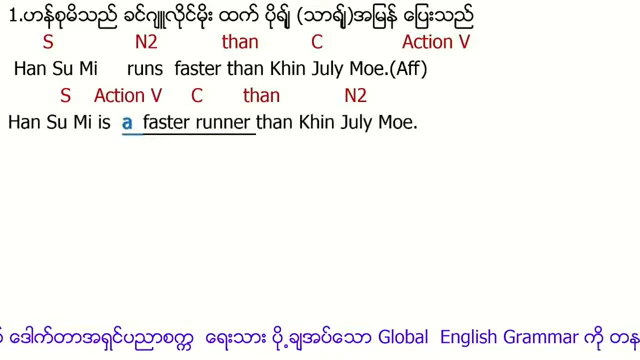 1.ဟန်စုမိသည် ခင်ဂျူလိုင်မိုး ထက် ပို၍ (သာ၍)အမြန် ပြေးသည်
S N2 than C Action V
Han Su Mi runs faster than Khin July Moe.(Aff)
S Action V C than N2
Han Su Mi is a faster runner than Khin July Moe.
ဒေါက်တာအရှင်ပညာစက္က ရေးသား ပို့ချအပ်သော Global English Grammar ကို တန